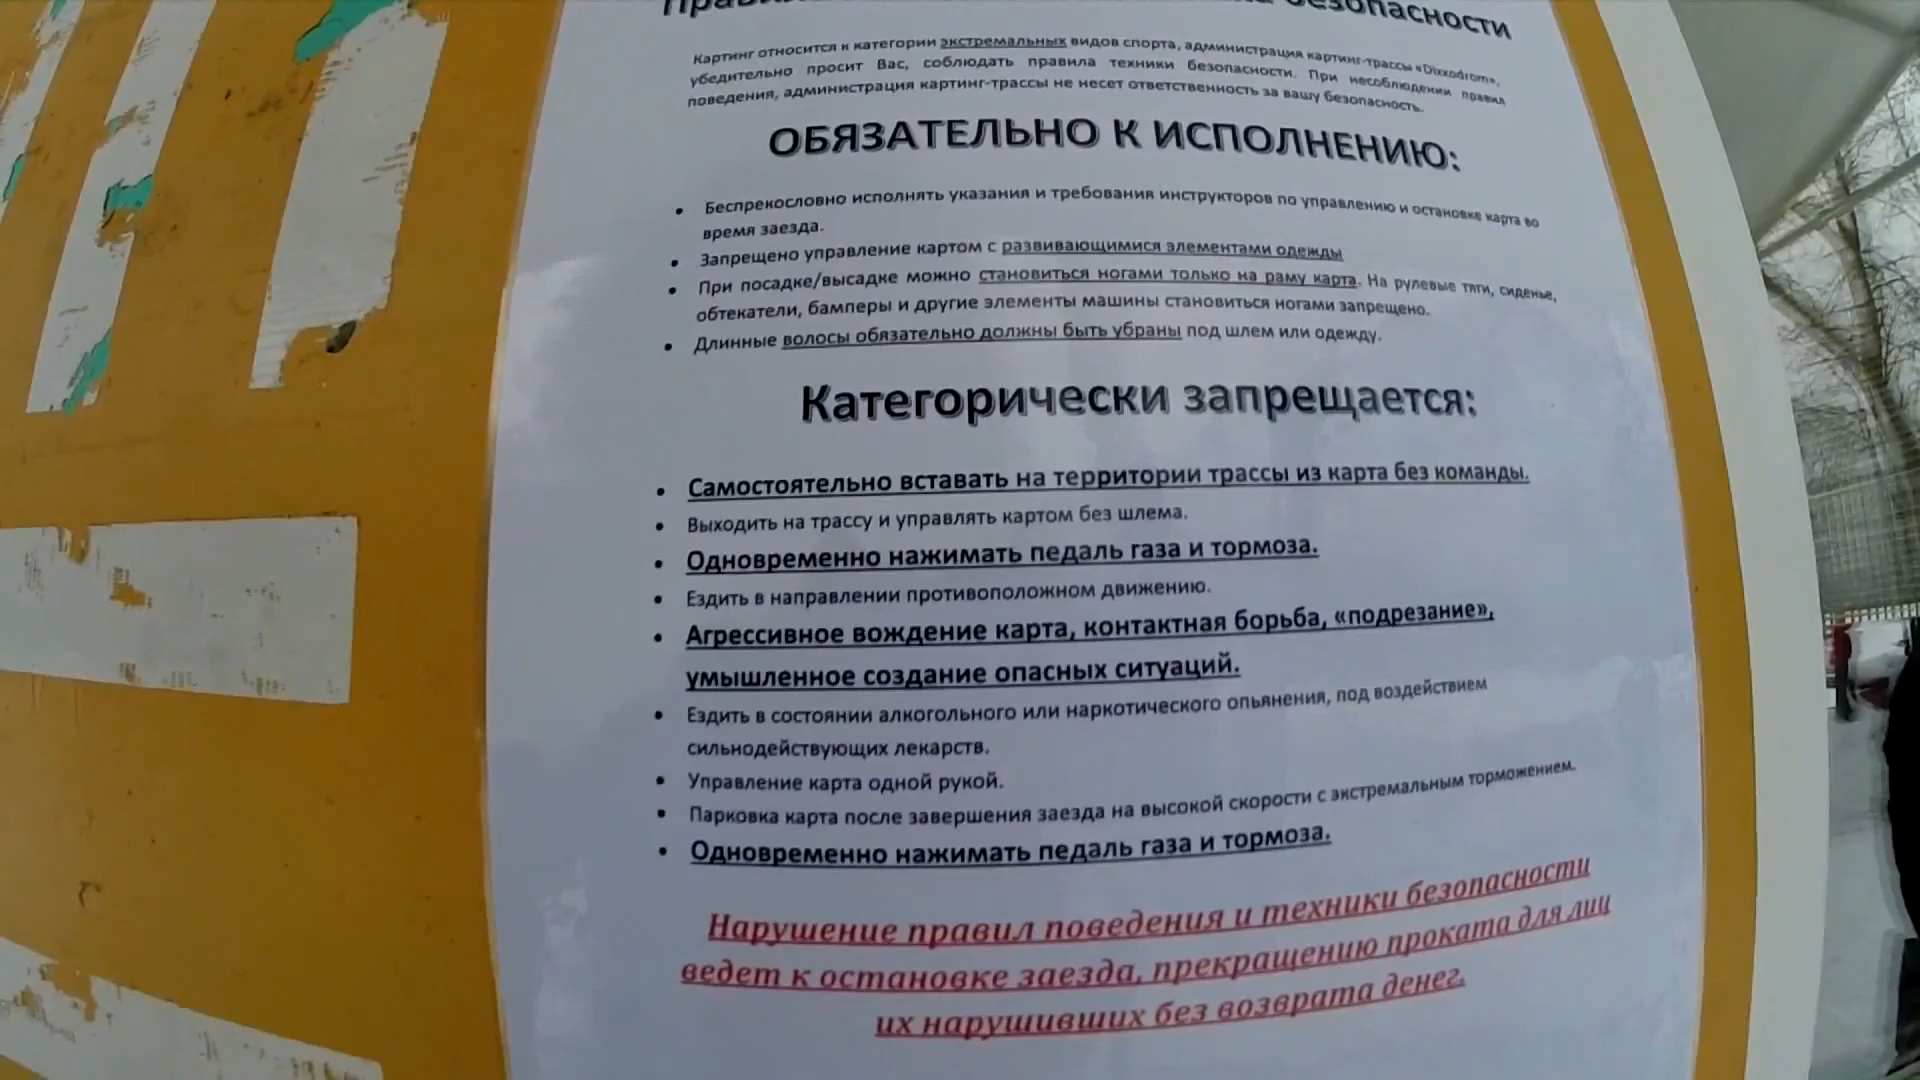 безопасности
Картинг относится к категории экстремальных видов спорта, администрация картинг-трассы «Dixxodrom»,
убедительно просит Вас, соблюдать правила техники безопасности. При несоблюдении правил
поведения, администрация картинг-трассы не несет ответственность за вашу безопасность.
ОБЯЗАТЕЛЬНО К ИСПОЛНЕНИЮ:
• Беспрекословно исполнять указания и требования инструкторов по управлению и остановке карта во
время заезда.
• Запрещено управление картом с развивающимися элементами одежды
• При посадке/высадке можно становиться ногами только на раму карта. На рулевые тяги, сиденье,
обтекатели, бамперы и другие элементы машины становиться ногами запрещено.
• Длинные волосы обязательно должны быть убраны под шлем или одежду.
Категорически запрещается:
• Самостоятельно вставать на территории трассы из карта без команды.
• Выходить на трассу и управлять картом без шлема.
• Одновременно нажимать педаль газа и тормоза.
• Ездить в направлении противоположном движению.
• Агрессивное вождение карта, контактная борьба, «подрезание»,
умышленное создание опасных ситуаций.
• Ездить в состоянии алкогольного или наркотического опьянения, под воздействием
сильнодействующих лекарств.
• Управление карта одной рукой.
• Парковка карта после завершения заезда на высокой скорости с экстремальным торможением.
• Одновременно нажимать педаль газа и тормоза.
Нарушение правил поведения и техники безопасности
ведет к остановке заезда, прекращению проката для лиц
их нарушивших без возврата денег.